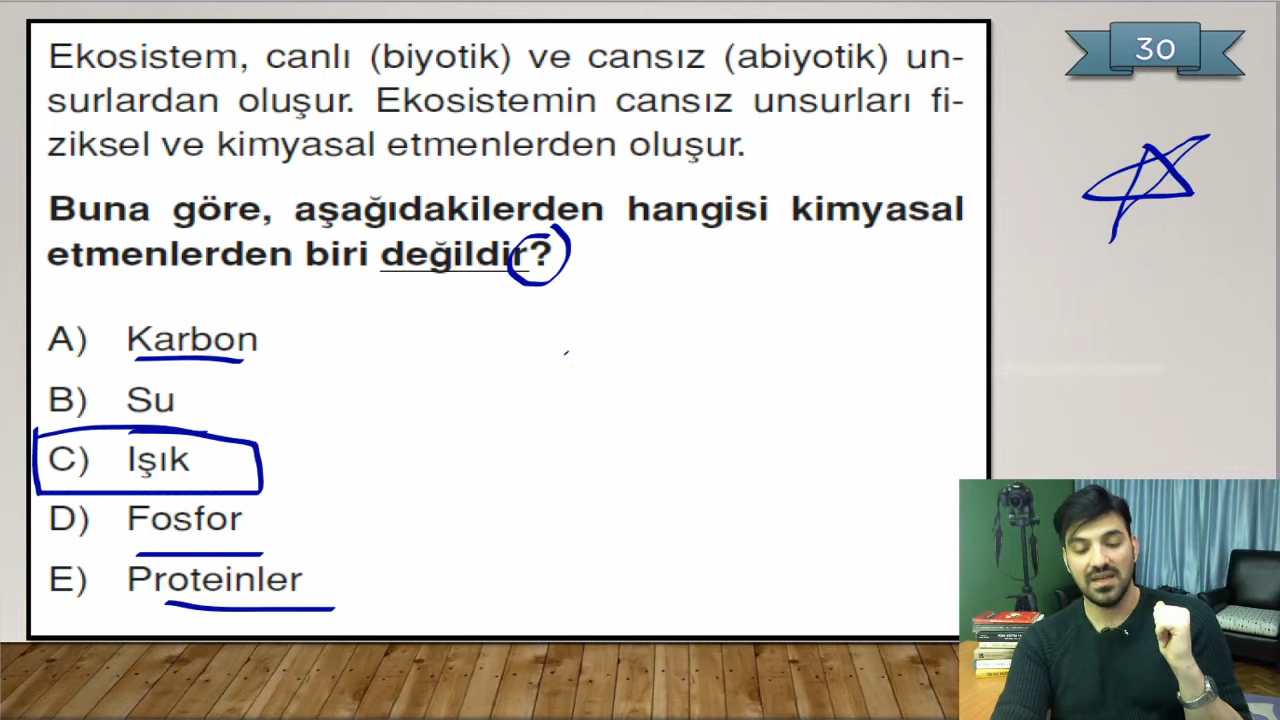 Ekosistem, canlı (biyotik) ve cansız (abiyotik) un-
surlardan oluşur. Ekosistemin cansız unsurları fi-
ziksel ve kimyasal etmenlerden oluşur.
Buna göre, aşağıdakilerden hangisi kimyasal
etmenlerden biri değildir?
A) Karbon
B) Su
C) Işık
D) Fosfor
E) Proteinler
30